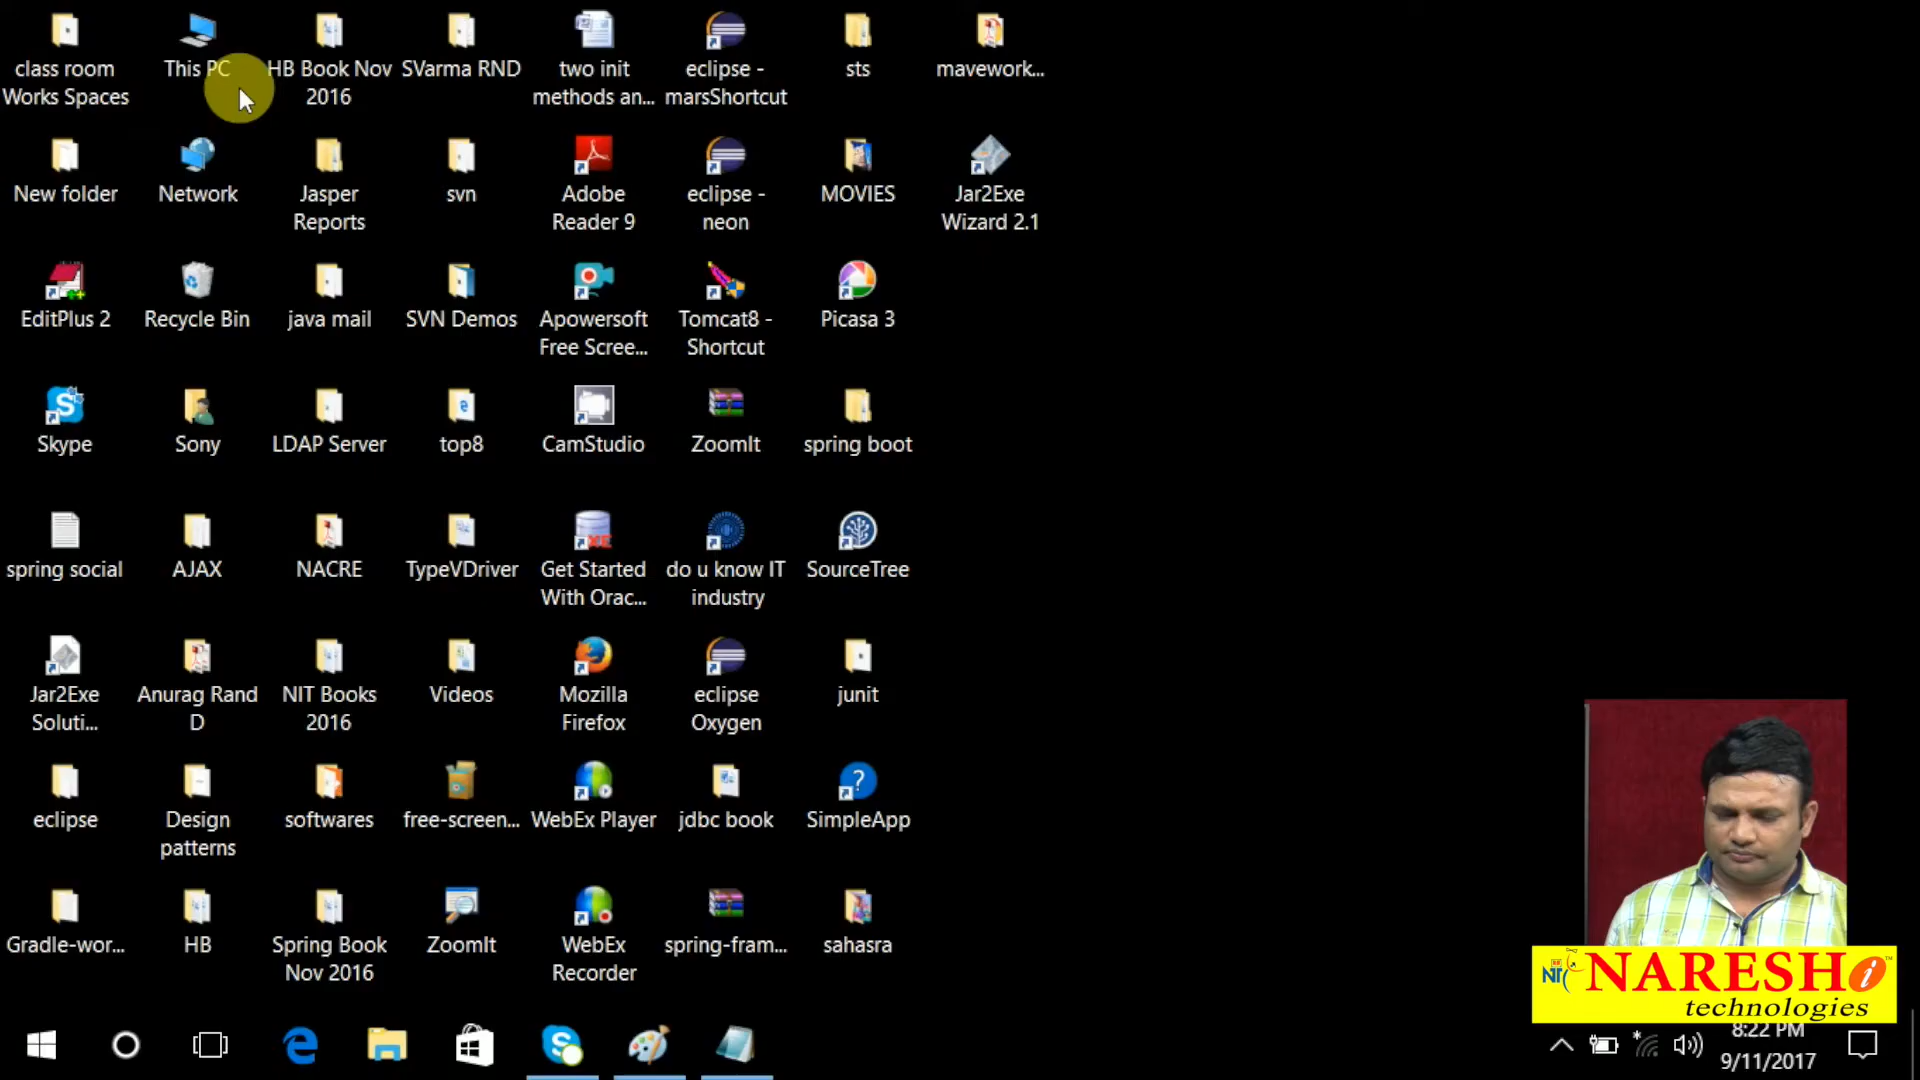 class room
Works Spaces
This PC
HB Book Nov
2016
SVarma RND
two init
methods an...
eclipse -
marsShortcut
sts
mavework...
New folder
Network
Jasper
Reports
svn
Adobe
Reader 9
eclipse -
neon
MOVIES
Jar2Exe
Wizard 2.1
EditPlus 2
Recycle Bin
java mail
SVN Demos
Apowersoft
Free Scree...
Tomcat8 -
Shortcut
Picasa 3
Skype
Sony
LDAP Server
top8
CamStudio
ZoomIt
spring boot
spring social
AJAX
NACRE
TypeVDriver
Get Started
With Orac...
do u know IT
industry
SourceTree
Jar2Exe
Soluti...
Anurag Rand
D
NIT Books
2016
Videos
Mozilla
Firefox
eclipse
Oxygen
junit
eclipse
Design
patterns
softwares
free-screen...
WebEx Player
jdbc book
SimpleApp
Gradle-wor...
HB
Spring Book
Nov 2016
ZoomIt
WebEx
Recorder
spring-fram...
sahasra
NIT NARESH i
technologies
8:22 PM
9/11/2017